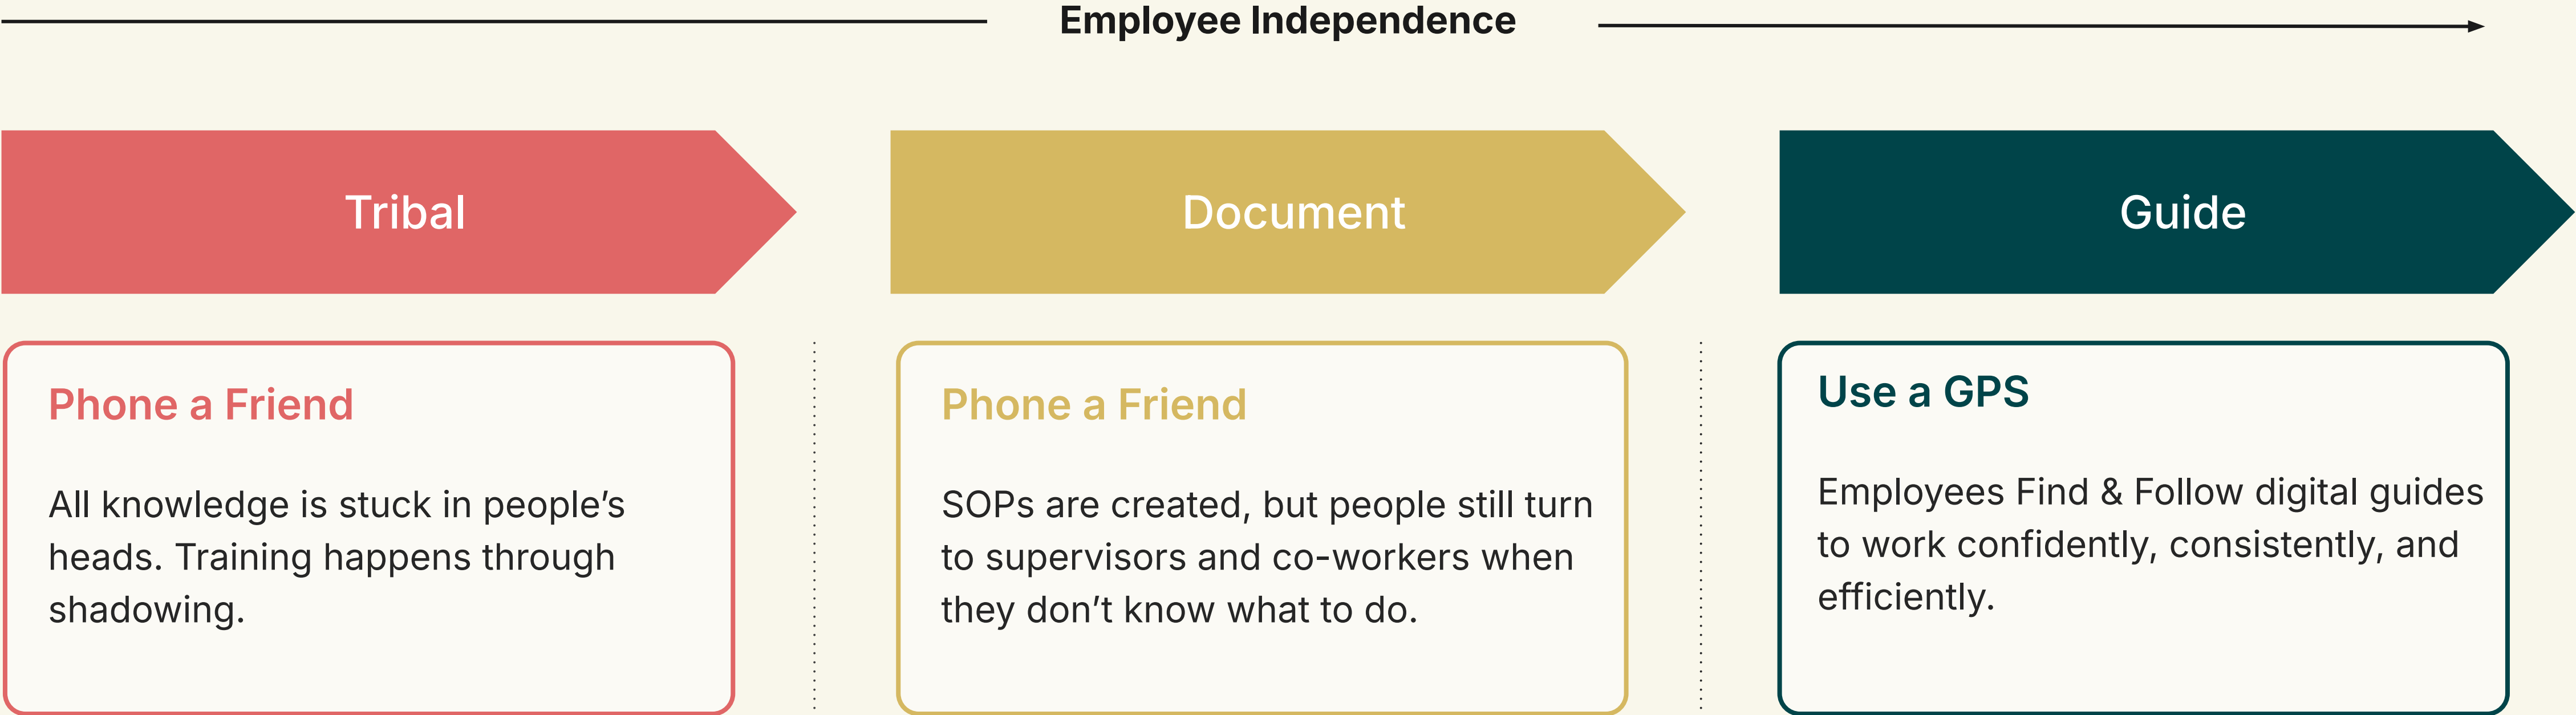 Employee Independence
Tribal
Document
Guide
Phone a Friend
All knowledge is stuck in people’s
heads. Training happens through
shadowing.
Phone a Friend
SOPs are created, but people still turn
to supervisors and co-workers when
they don’t know what to do.
Use a GPS
Employees Find & Follow digital guides
to work confidently, consistently, and
efficiently.